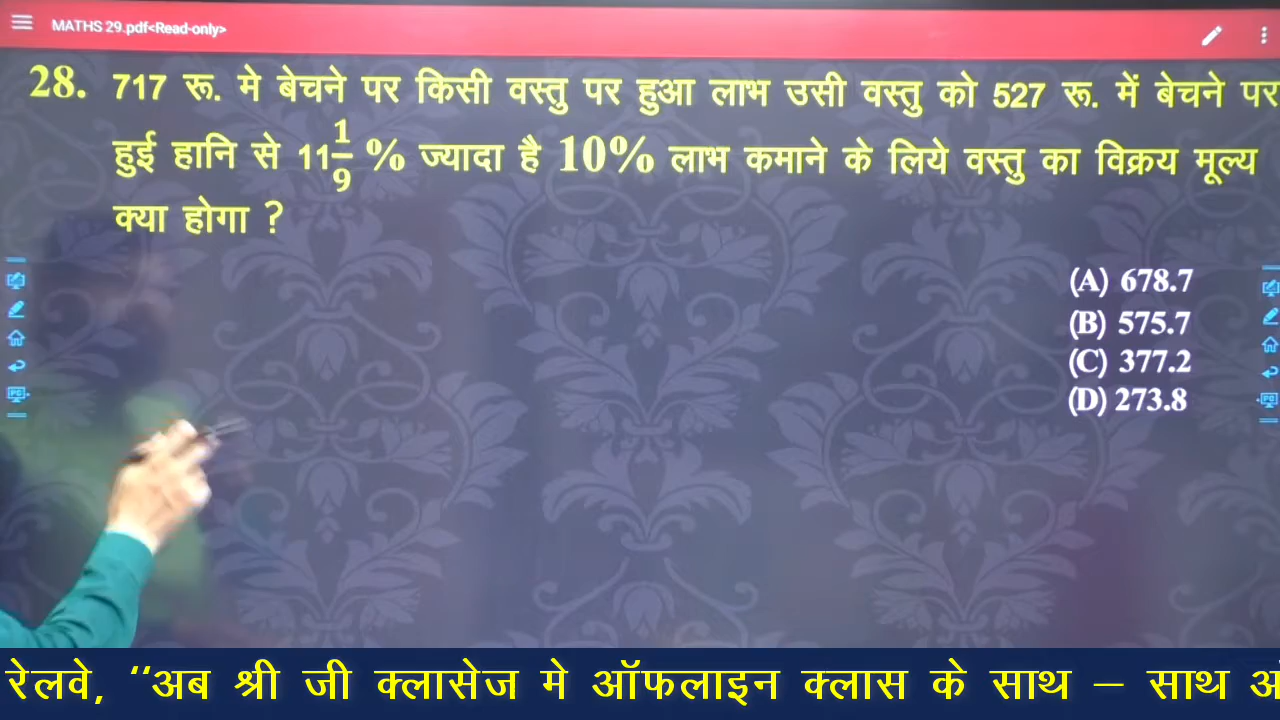 MATHS 29.pdf<Read-only>
28. 717 रू. मे बेचने पर किसी वस्तु पर हुआ लाभ उसी वस्तु को 527 रू. में बेचने पर
हुई हानि से 11 1/9 % ज्यादा है 10% लाभ कमाने के लिये वस्तु का विक्रय मूल्य
क्या होगा ?
(A) 678.7
(B) 575.7
(C) 377.2
(D) 273.8
रेलवे, ‘‘अब श्री जी क्लासेज मे ऑफलाइन क्लास के साथ – साथ